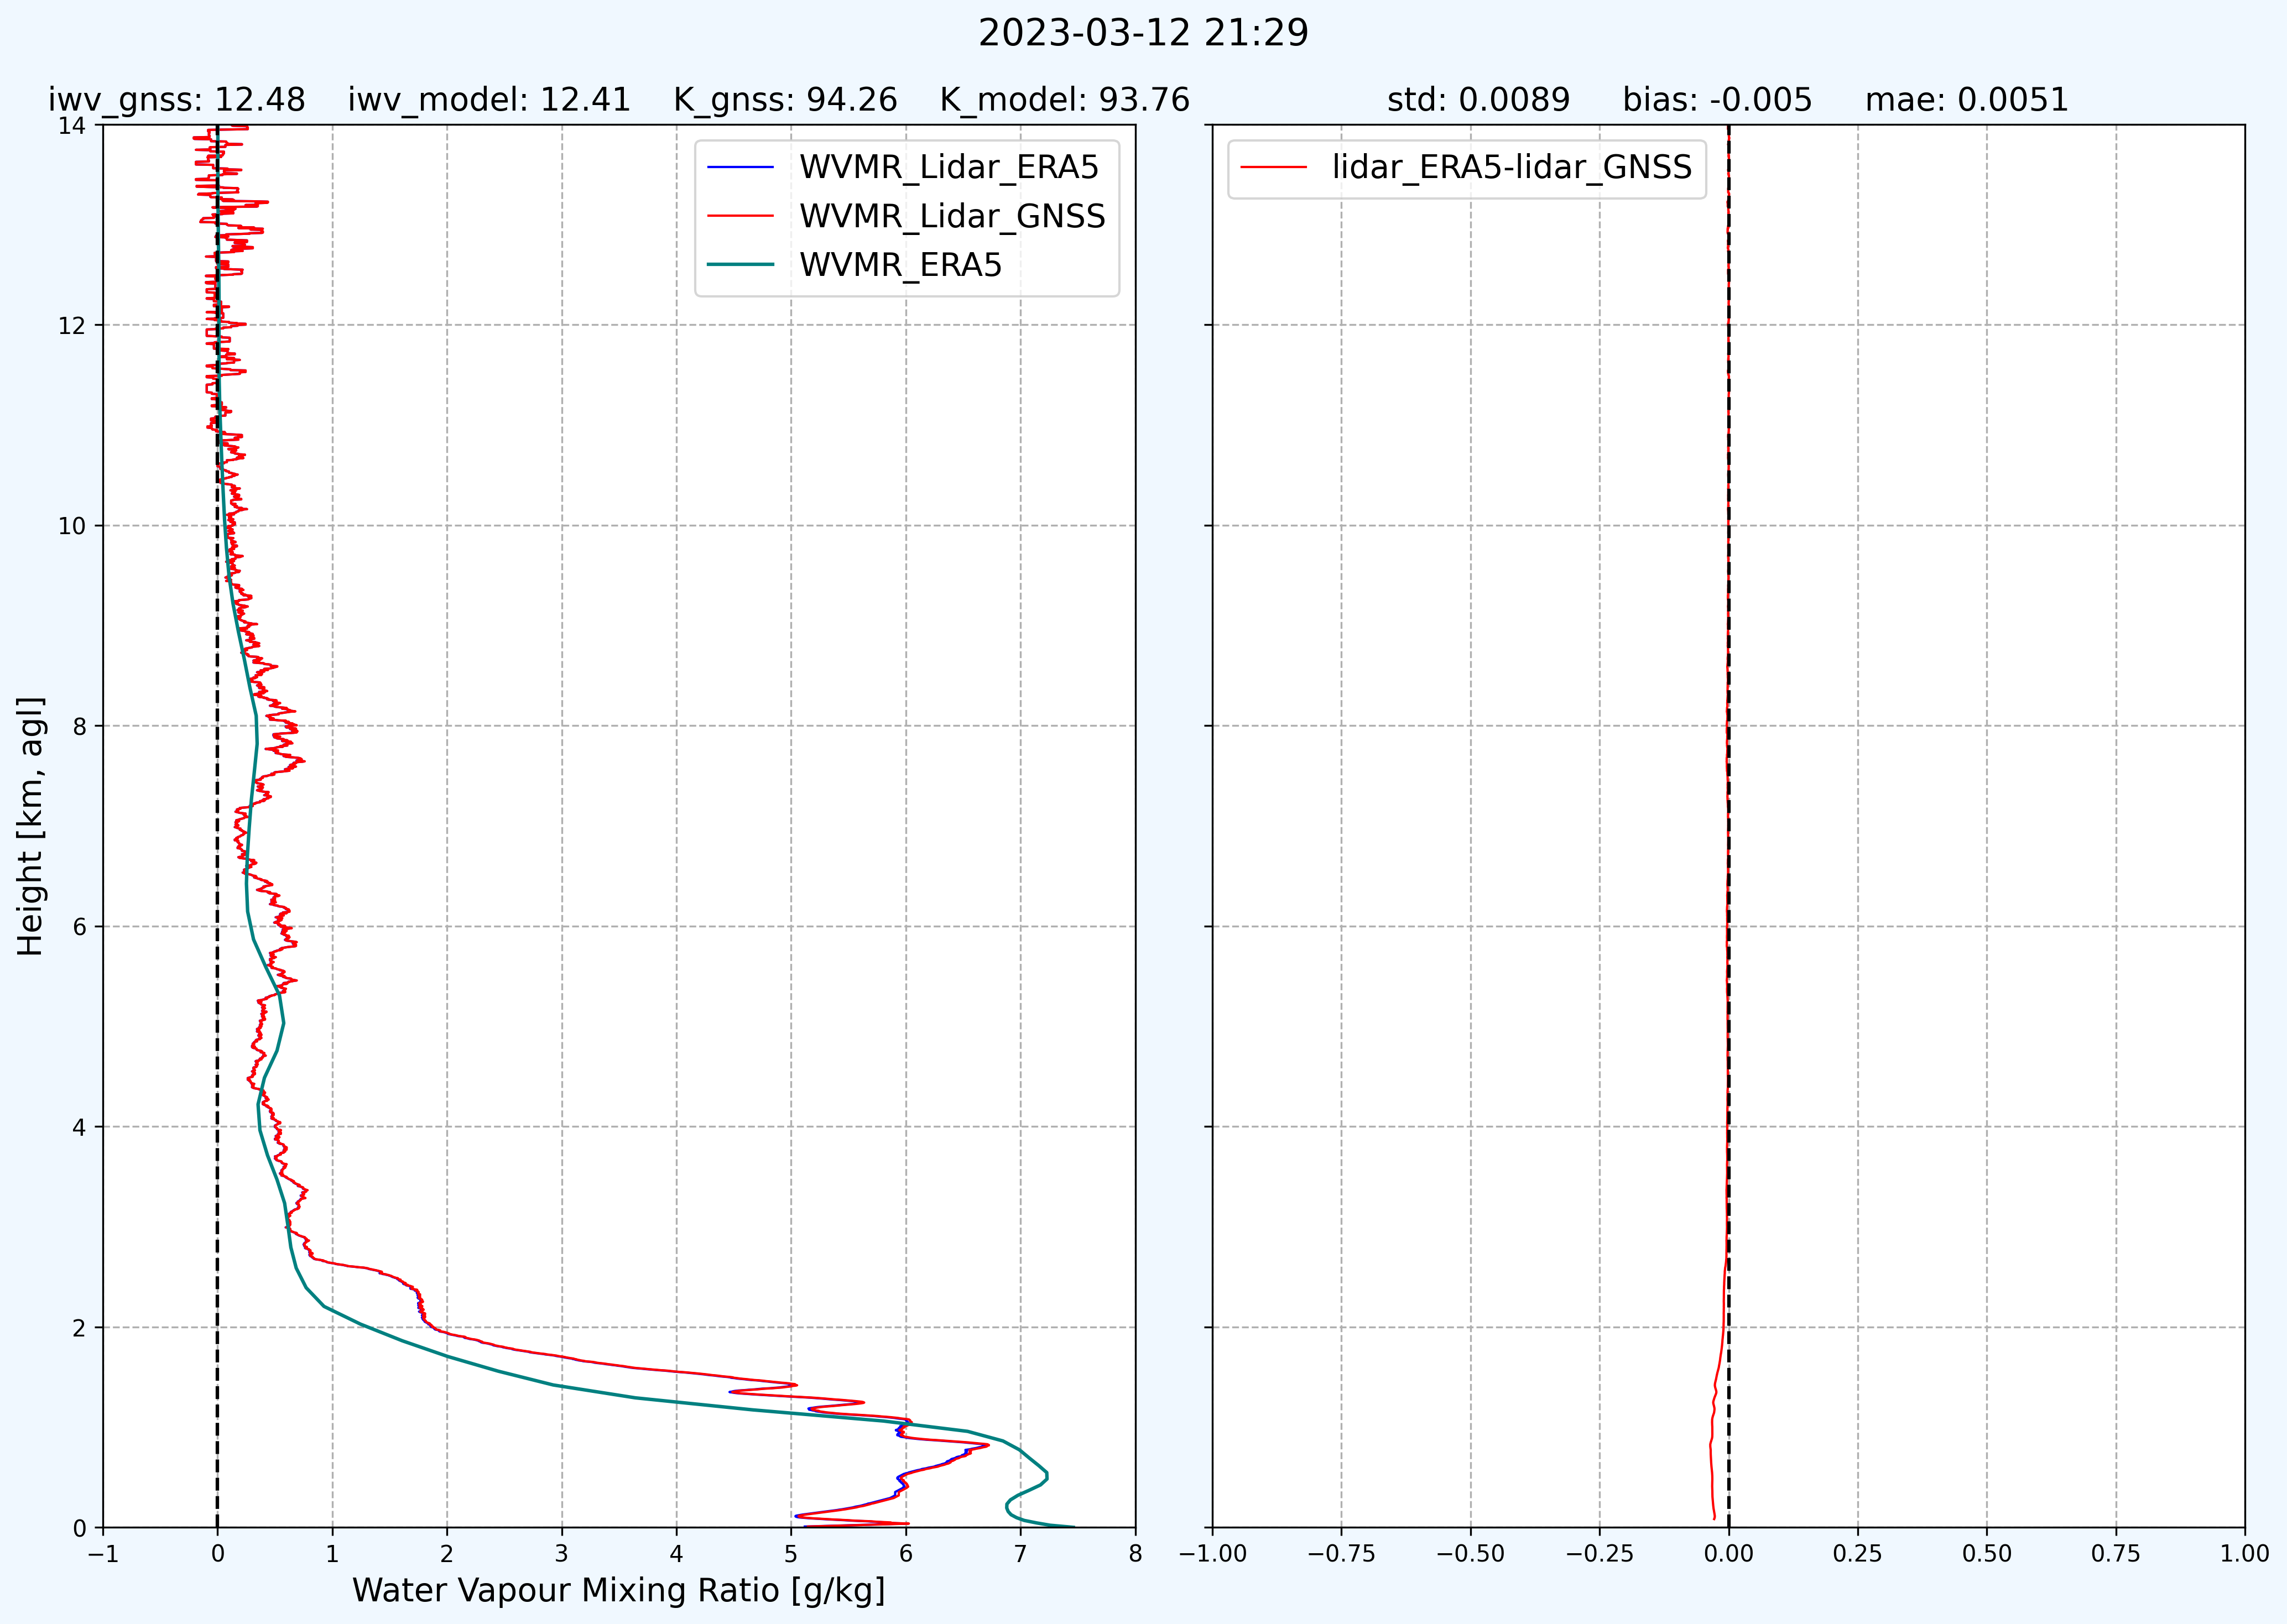 2023-03-12 21:29
iwv_gnss: 12.48 iwv_model: 12.41 K_gnss: 94.26 K_model: 93.76
std: 0.0089 bias: -0.005 mae: 0.0051
WVMR_Lidar_ERA5
WVMR_Lidar_GNSS
WVMR_ERA5
lidar_ERA5-lidar_GNSS
Height [km, agl]
14
12
10
8
6
4
2
0
−1 0 1 2 3 4 5 6 7 8
Water Vapour Mixing Ratio [g/kg]
−1.00 −0.75 −0.50 −0.25 0.00 0.25 0.50 0.75 1.00